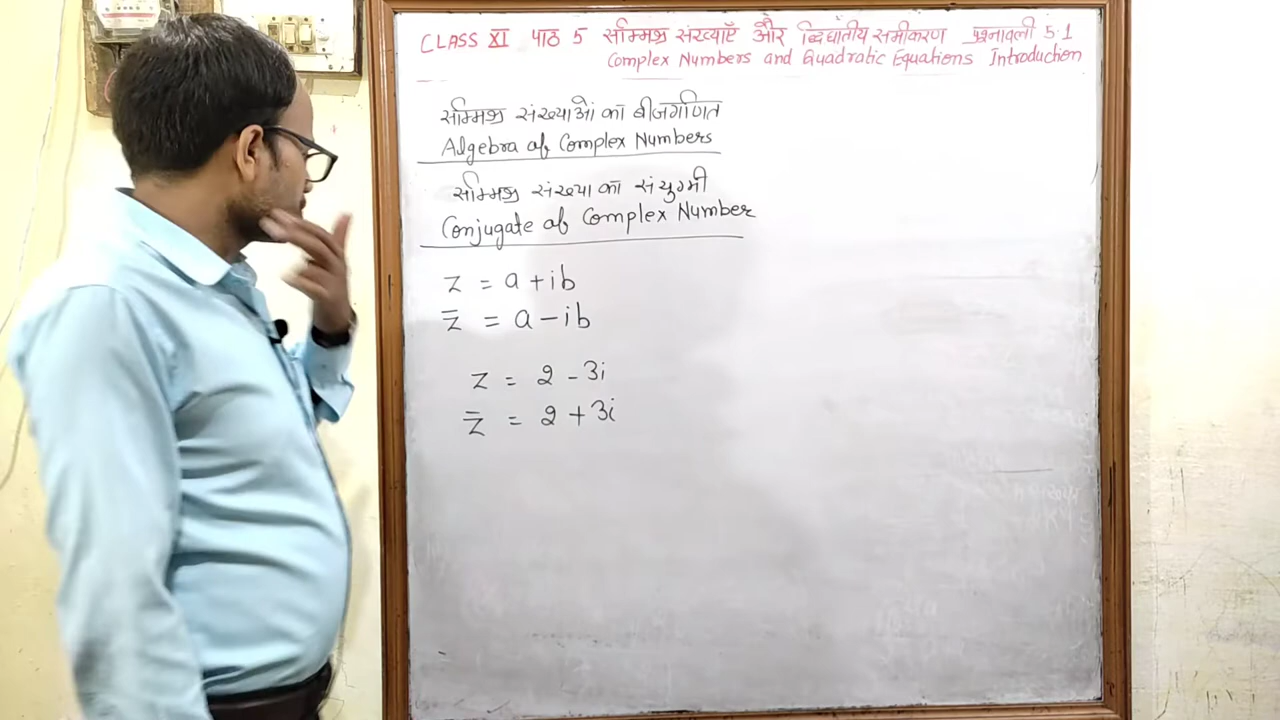 CLASS XI पाठ 5 सम्मिश्र संख्याएँ और द्विघातीय समीकरण प्रश्नावली 5.1
Complex Numbers and Quadratic Equations Introduction
सम्मिश्र संख्याओं का बीजगणित
Algebra of Complex Numbers
सम्मिश्र संख्या का संयुग्मी
Conjugate of Complex Number
z = a + ib
z̄ = a - ib
z = 2 - 3i
z̄ = 2 + 3i